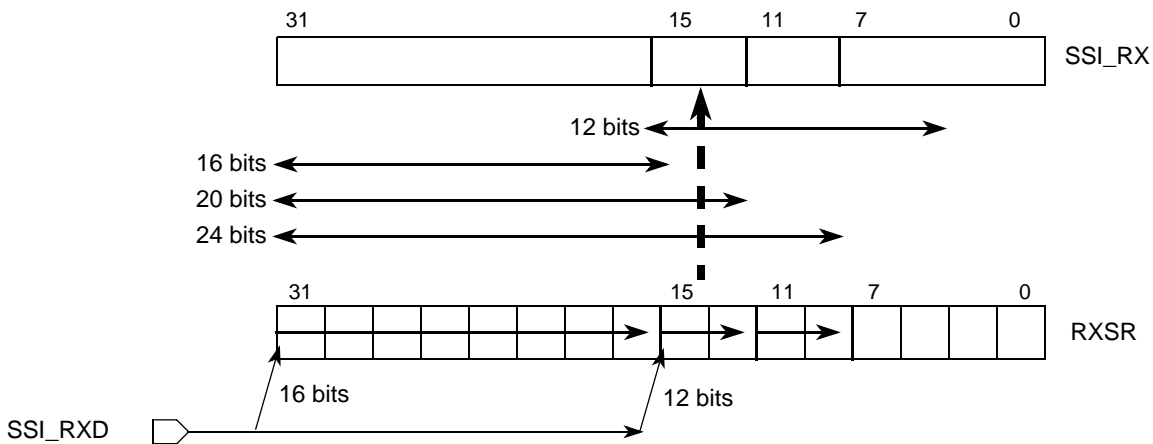 31 15 11 7 0
SSI_RX
12 bits
16 bits
20 bits
24 bits
31 15 11 7 0
RXSR
16 bits 12 bits
SSI_RXD